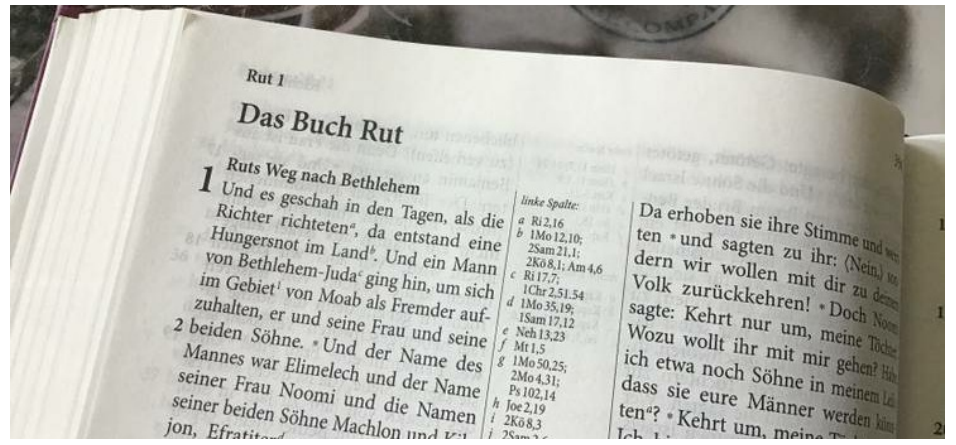 COMPA
Rut 1
Das Buch Rut
Ruts Weg nach Bethlehem
1 Und es geschah in den Tagen, als die
Richter richtetenᵃ, da entstand eine
Hungersnot im Landᵇ. Und ein Mann
von Bethlehem-Judaᶜ ging hin, um sich
im Gebiet¹ von Moab als Fremder auf-
zuhalten, er und seine Frau und seine
2 beiden Söhne. *Und der Name des
Mannes war Elimelech und der Name
seiner Frau Noomi und die Namen
seiner beiden Söhne Machlon und
jon,
linke Spalte:
a Ri 2,16
b 1Mo 12,10;
2Sam 21,1;
2Kö 8,1; Am 4,6
c Ri 17,7;
1Chr 2,51.54
d 1Mo 35,19;
1Sam 17,12
e Neh 13,23
f Mt 1,5
g 1Mo 50,25;
2Mo 4,31;
Ps 102,14
h Joe 2,19
i 2Kö 8,3
Da erhoben sie ihre Stimme und
ten *und sagten zu ihr: (Nein,)
dern wir wollen mit dir zu
Volk zurückkehren! *Doch
sagte: Kehrt nur um, meine
Wozu wollt ihr mit mir gehen?
ich etwa noch Söhne in meinem
dass sie eure Männer werden
tenᵃ? *Kehrt um, meine